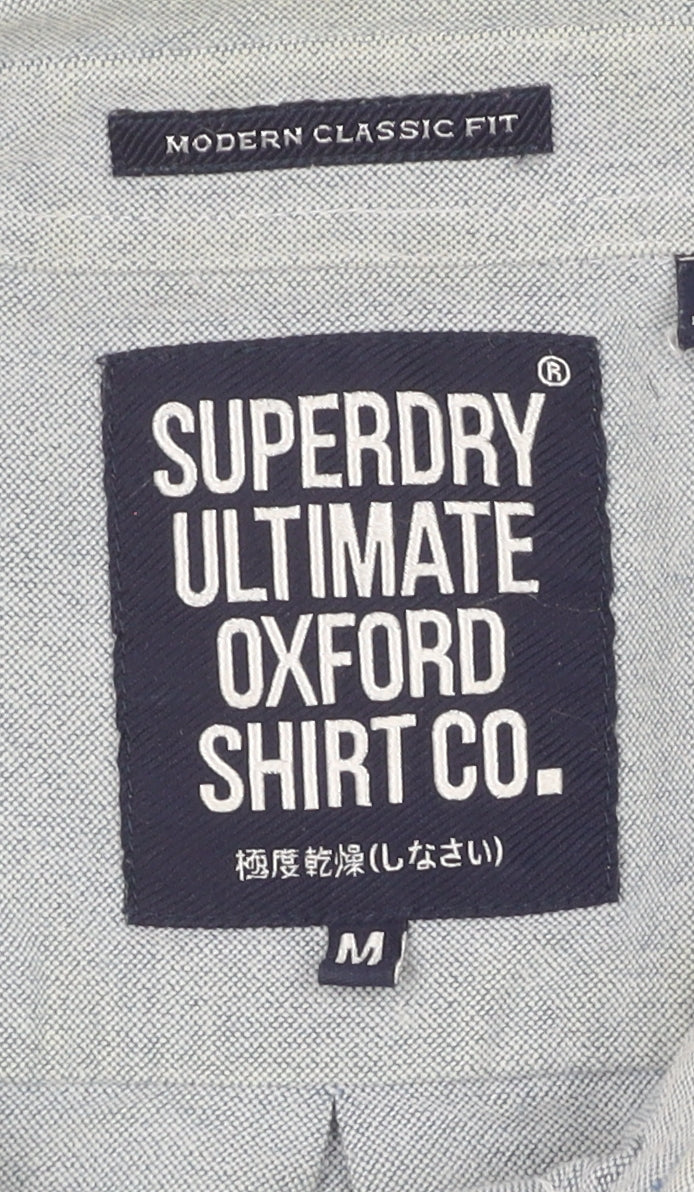 MODERN CLASSIC FIT
SUPERDRY®
ULTIMATE
OXFORD
SHIRT CO.
極度乾燥(しなさい)
M